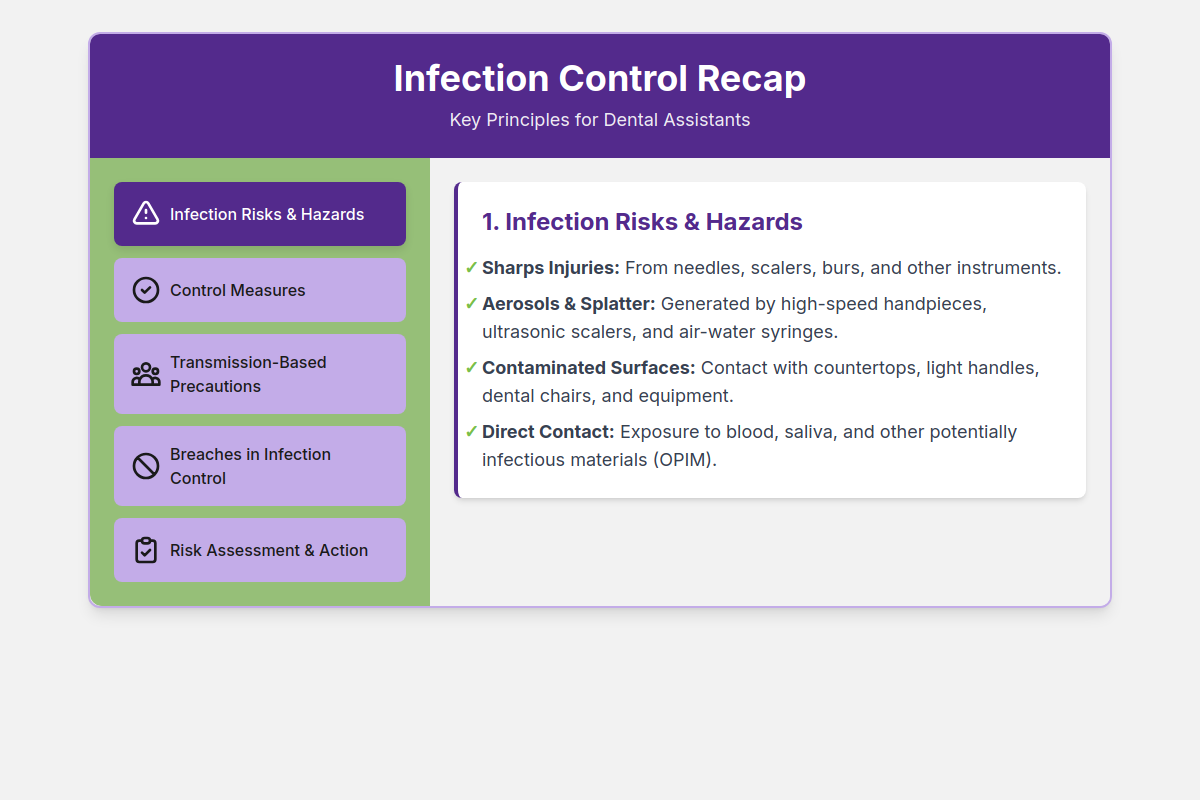 Infection Control Recap
Key Principles for Dental Assistants
Infection Risks & Hazards
Control Measures
Transmission-Based
Precautions
Breaches in Infection
Control
Risk Assessment & Action
1. Infection Risks & Hazards
✓ Sharps Injuries: From needles, scalers, burs, and other instruments.
✓ Aerosols & Splatter: Generated by high-speed handpieces,
ultrasonic scalers, and air-water syringes.
✓ Contaminated Surfaces: Contact with countertops, light handles,
dental chairs, and equipment.
✓ Direct Contact: Exposure to blood, saliva, and other potentially
infectious materials (OPIM).